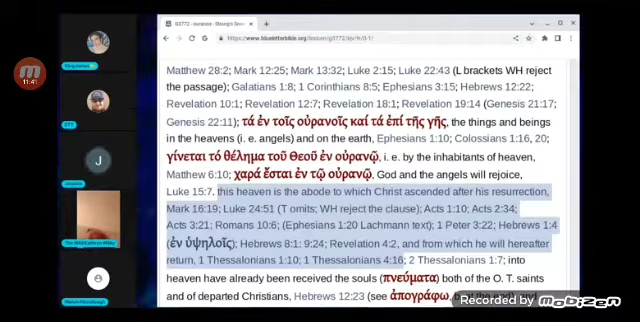 G3772 - ouranos - Strong's Greek
https://www.blueletterbible.org/lexicon/g3772/kjv/tr/0-1/
11:41
Matthew 28:2; Mark 12:25; Mark 13:32; Luke 2:15; Luke 22:43 (L brackets WH reject
the passage); Galatians 1:8; 1 Corinthians 8:5; Ephesians 3:15; Hebrews 12:22;
Revelation 10:1; Revelation 12:7; Revelation 18:1; Revelation 19:14 (Genesis 21:17;
Genesis 22:11); τά ἐν τοῖς οὐρανοῖς καί τά ἐπί τῆς γῆς, the things and beings
in the heavens (i. e. angels) and on the earth, Ephesians 1:10; Colossians 1:16, 20;
γίνεται τό θέλημα τοῦ Θεοῦ ἐν οὐρανῷ, i. e. by the inhabitants of heaven,
Matthew 6:10; χαρά ἔσται ἐν τῷ οὐρανῷ, God and the angels will rejoice,
Luke 15:7. this heaven is the abode to which Christ ascended after his resurrection,
Mark 16:19; Luke 24:51 (T omits; WH reject the clause); Acts 1:10; Acts 2:34;
Acts 3:21; Romans 10:6; (Ephesians 1:20 Lachmann text); 1 Peter 3:22; Hebrews 1:4
(ἐν ὑψηλοῖς); Hebrews 8:1; 9:24; Revelation 4:2, and from which he will hereafter
return, 1 Thessalonians 1:10; 1 Thessalonians 4:16; 2 Thessalonians 1:7; into
heaven have already been received the souls (πνεύματα) both of the O. T. saints
and of departed Christians, Hebrews 12:23 (see ἀπογράφω, b. at the end), and
Recorded by mobizen